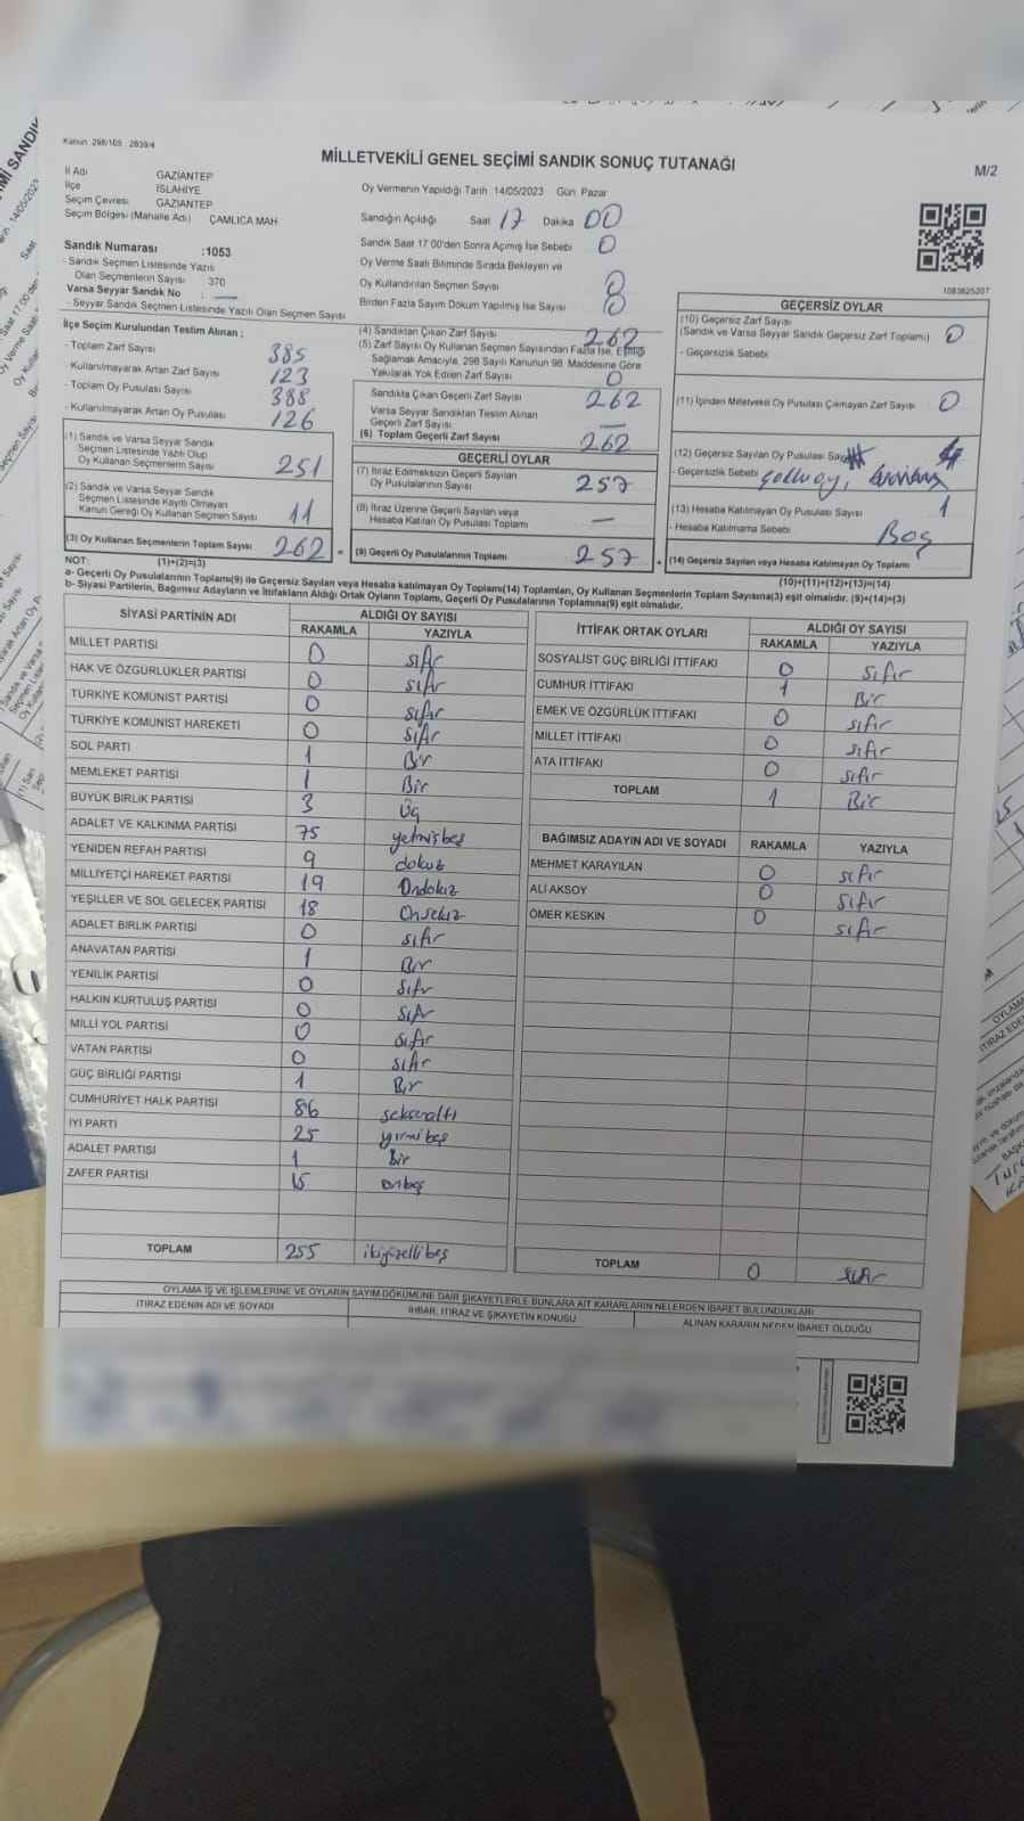 Kanun: 298/105 2839/4
MİLLETVEKİLİ GENEL SEÇİMİ SANDIK SONUÇ TUTANAĞI
M/2
İl Adı GAZİANTEP
İlçe İSLAHİYE
Seçim Çevresi GAZİANTEP
Seçim Bölgesi (Mahalle Adı) ÇAMLICA MAH.
Oy Vermenin Yapıldığı Tarih 14/05/2023 Gün Pazar
Sandığın Açıldığı Saat 17 Dakika 00
Sandık Saat 17:00'den Sonra Açılmış İse Sebebi 0
Oy Verme Saati Bitiminde Sırada Bekleyen ve
Oy Kullandırılan Seçmen Sayısı 0
Birden Fazla Sayım Döküm Yapılmış İse Sayısı 0
Sandık Numarası :1053
- Sandık Seçmen Listesinde Yazılı
Olan Seçmenlerin Sayısı 370
Varsa Seyyar Sandık No : —
- Seyyar Sandık Seçmen Listesinde Yazılı Olan Seçmen Sayısı
1083625207
İlçe Seçim Kurulundan Teslim Alınan ;
- Toplam Zarf Sayısı 385
- Kullanılmayarak Artan Zarf Sayısı 123
- Toplam Oy Pusulası Sayısı 388
- Kullanılmayarak Artan Oy Pusulası 126
(1) Sandık ve Varsa Seyyar Sandık
Seçmen Listesinde Yazılı Olup
Oy Kullanan Seçmenlerin Sayısı 251
(2) Sandık ve Varsa Seyyar Sandık
Seçmen Listesinde Kayıtlı Olmayan
Kanun Gereği Oy Kullanan Seçmen Sayısı 11
(3) Oy Kullanan Seçmenlerin Toplam Sayısı 262 =
(1)+(2)=(3)
(4) Sandıktan Çıkan Zarf Sayısı 262
(5) Zarf Sayısı Oy Kullanan Seçmen Sayısından Fazla İse, Eşitliği
Sağlamak Amacıyla, 298 Sayılı Kanunun 98. Maddesine Göre
Yakılarak Yok Edilen Zarf Sayısı 0
Sandıkta Çıkan Geçerli Zarf Sayısı 262
Varsa Seyyar Sandıktan Teslim Alınan
Geçerli Zarf Sayısı —
(6) Toplam Geçerli Zarf Sayısı 262
GEÇERLİ OYLAR
(7) İtiraz Edilmeksizin Geçerli Sayılan
Oy Pusulalarının Sayısı 257
(8) İtiraz Üzerine Geçerli Sayılan veya
Hesaba Katılan Oy Pusulası Toplamı —
(9) Geçerli Oy Pusulalarının Toplamı 257 +
GEÇERSİZ OYLAR
(10) Geçersiz Zarf Sayısı
(Sandık ve Varsa Seyyar Sandık Geçersiz Zarf Toplamı) 0
- Geçersizlik Sebebi
(11) İçinden Milletvekili Oy Pusulası Çıkmayan Zarf Sayısı 0
(12) Geçersiz Sayılan Oy Pusulası
- Geçersizlik Sebebi
(13) Hesaba Katılmayan Oy Pusulası Sayısı 1
- Hesaba Katılmama Sebebi Boş
(14) Geçersiz Sayılan veya Hesaba Katılmayan Oy Toplamı
(10)+(11)+(12)+(13)=(14)
NOT:
a- Geçerli Oy Pusulalarının Toplamı(9) ile Geçersiz Sayılan veya Hesaba katılmayan Oy Toplamı(14) Toplamları, Oy Kullanan Seçmenlerin Toplam Sayısına(3) eşit olmalıdır. (9)+(14)=(3)
b- Siyasi Partilerin, Bağımsız Adayların ve İttifakların Aldığı Ortak Oyların Toplamı, Geçerli Oy Pusulalarının Toplamına(9) eşit olmalıdır.
SİYASİ PARTİNİN ADI ALDIĞI OY SAYISI
RAKAMLA YAZIYLA
MİLLET PARTİSİ 0 sıfır
HAK VE ÖZGÜRLÜKLER PARTİSİ 0 sıfır
TÜRKİYE KOMÜNİST PARTİSİ 0 sıfır
TÜRKİYE KOMÜNİST HAREKETİ 0 sıfır
SOL PARTİ 1 Bir
MEMLEKET PARTİSİ 1 Bir
BÜYÜK BİRLİK PARTİSİ 3 Üç
ADALET VE KALKINMA PARTİSİ 75 yetmişbeş
YENİDEN REFAH PARTİSİ 9 dokuz
MİLLİYETÇİ HAREKET PARTİSİ 19 Ondokuz
YEŞİLLER VE SOL GELECEK PARTİSİ 18 Onsekiz
ADALET BİRLİK PARTİSİ 0 sıfır
ANAVATAN PARTİSİ 1 Bir
YENİLİK PARTİSİ 0 sıfır
HALKIN KURTULUŞ PARTİSİ 0 sıfır
MİLLİ YOL PARTİSİ 0 sıfır
VATAN PARTİSİ 0 sıfır
GÜÇ BİRLİĞİ PARTİSİ 1 Bir
CUMHURİYET HALK PARTİSİ 86 seksenaltı
İYİ PARTİ 25 yirmibeş
ADALET PARTİSİ 1 bir
ZAFER PARTİSİ 15 onbeş
TOPLAM 255 ikiyüzellibeş
İTTİFAK ORTAK OYLARI ALDIĞI OY SAYISI
RAKAMLA YAZIYLA
SOSYALİST GÜÇ BİRLİĞİ İTTİFAKI 0 sıfır
CUMHUR İTTİFAKI 1 Bir
EMEK VE ÖZGÜRLÜK İTTİFAKI 0 sıfır
MİLLET İTTİFAKI 0 sıfır
ATA İTTİFAKI 0 sıfır
TOPLAM 1 Bir
BAĞIMSIZ ADAYIN ADI VE SOYADI RAKAMLA YAZIYLA
MEHMET KARAYILAN 0 sıfır
ALİ AKSOY 0 sıfır
ÖMER KESKİN 0 sıfır
TOPLAM 0 sıfır
OYLAMA İŞ VE İŞLEMLERİNE VE OYLARIN SAYIM DÖKÜMÜNE DAİR ŞİKAYETLERLE BUNLARA AİT KARARLARIN NELERDEN İBARET BULUNDUKLARI
İTİRAZ EDENİN ADI VE SOYADI
İHBAR, İTİRAZ VE ŞİKAYETİN KONUSU
ALINAN KARARIN NEDEN İBARET OLDUĞU